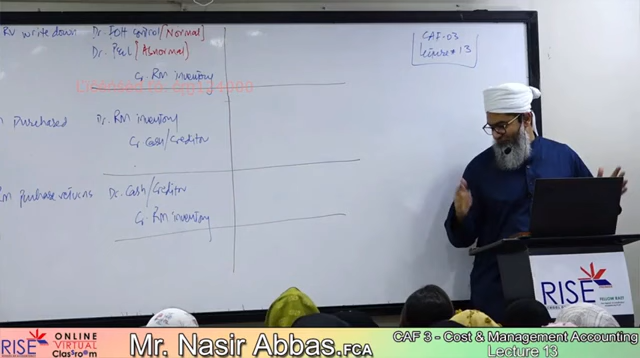 RM write down Dr. FOH control/[Normal]
Dr. P&L [Abnormal]
Cr. RM inventory
CAF-03
Lecture # 13
purchased Dr. RM inventory
Cr. Cash/Creditor
RM purchase returns Dr. Cash/Creditor
Cr. RM inventory
RISE
RISE
ONLINE
VIRTUAL
Classroom
Mr. Nasir Abbas.FCA
CAF 3 - Cost & Management Accounting
Lecture 13